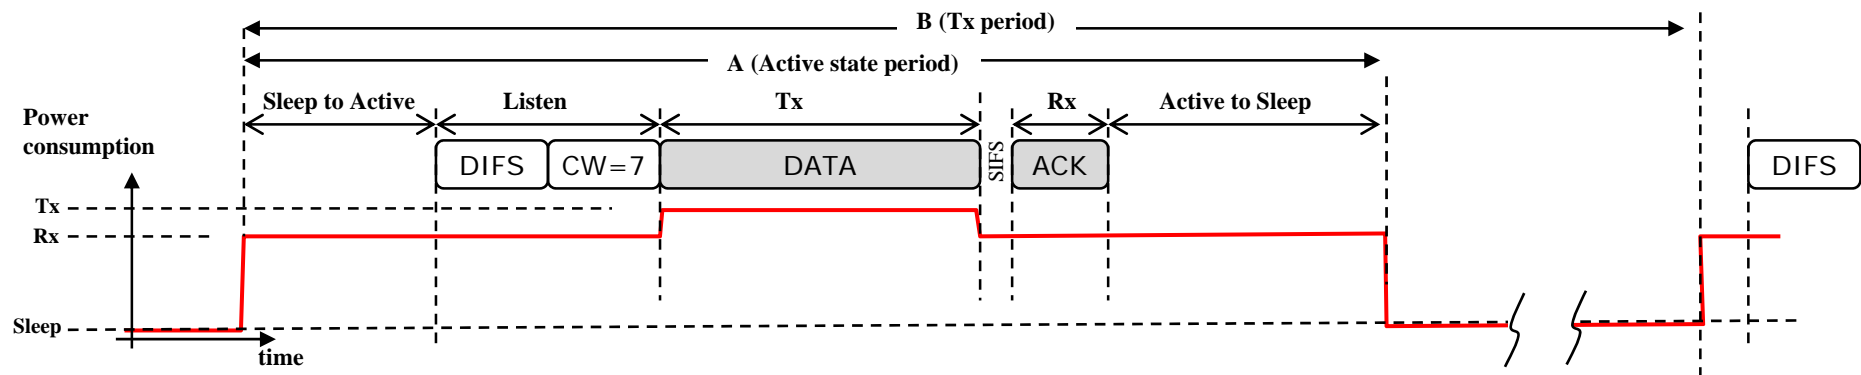 B (Tx period)
A (Active state period)
Sleep to Active
Listen
Tx
Rx
Active to Sleep
Power
consumption
DIFS
CW=7
DATA
SIFS
ACK
DIFS
Tx
Rx
Sleep
time